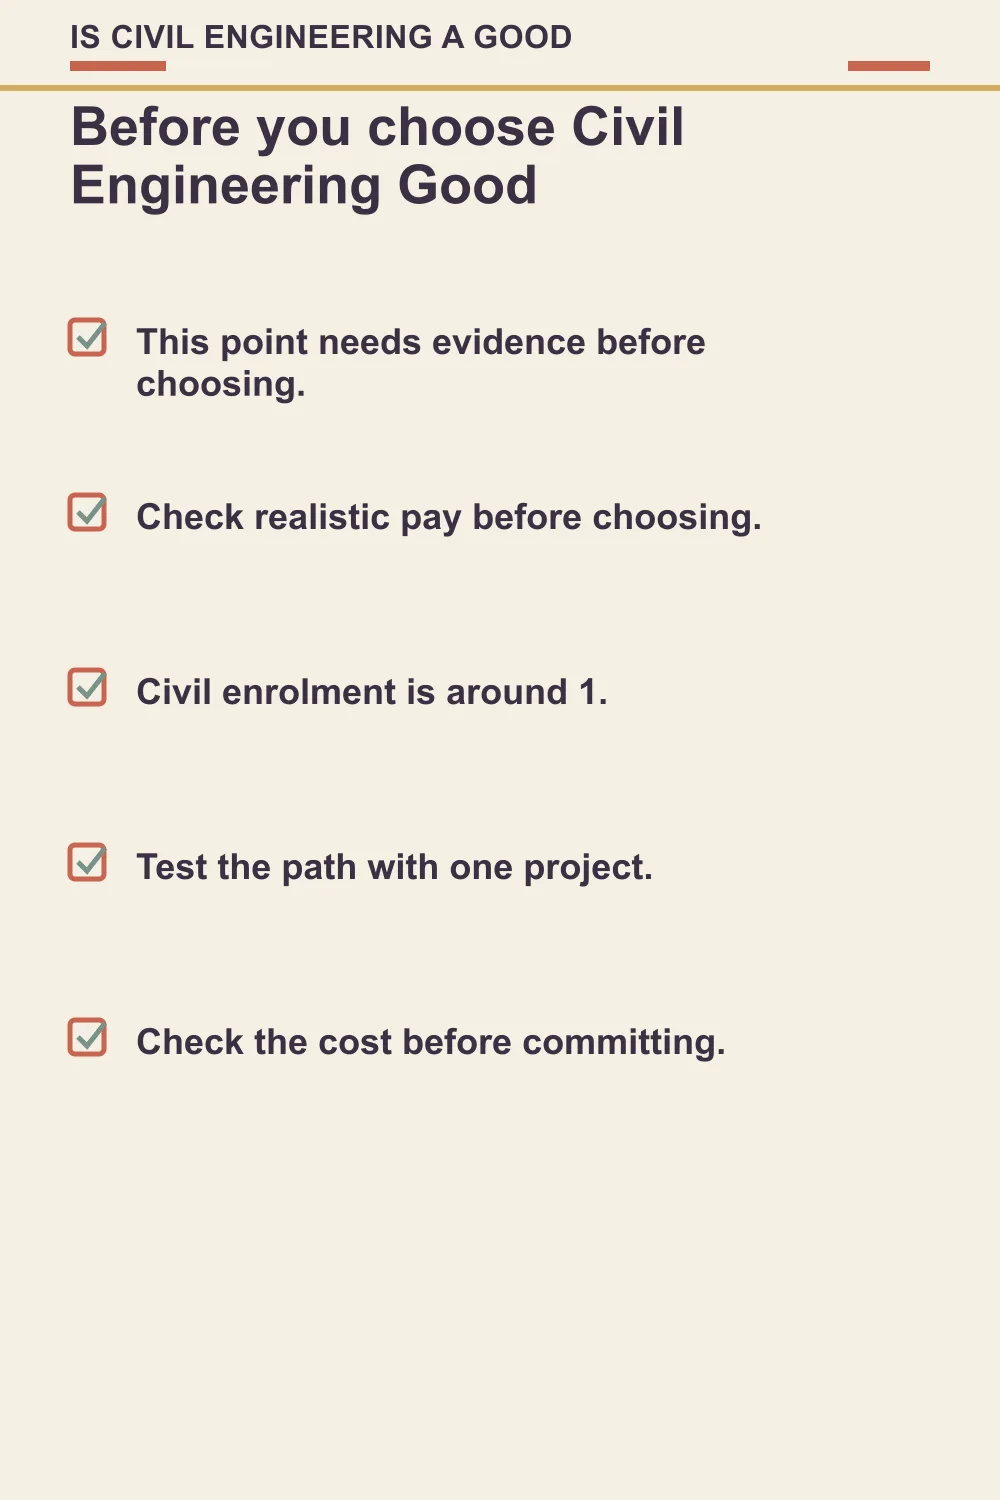 IS CIVIL ENGINEERING A GOOD
Before you choose Civil
Engineering Good
This point needs evidence before
choosing.
Check realistic pay before choosing.
Civil enrolment is around 1.
Test the path with one project.
Check the cost before committing.